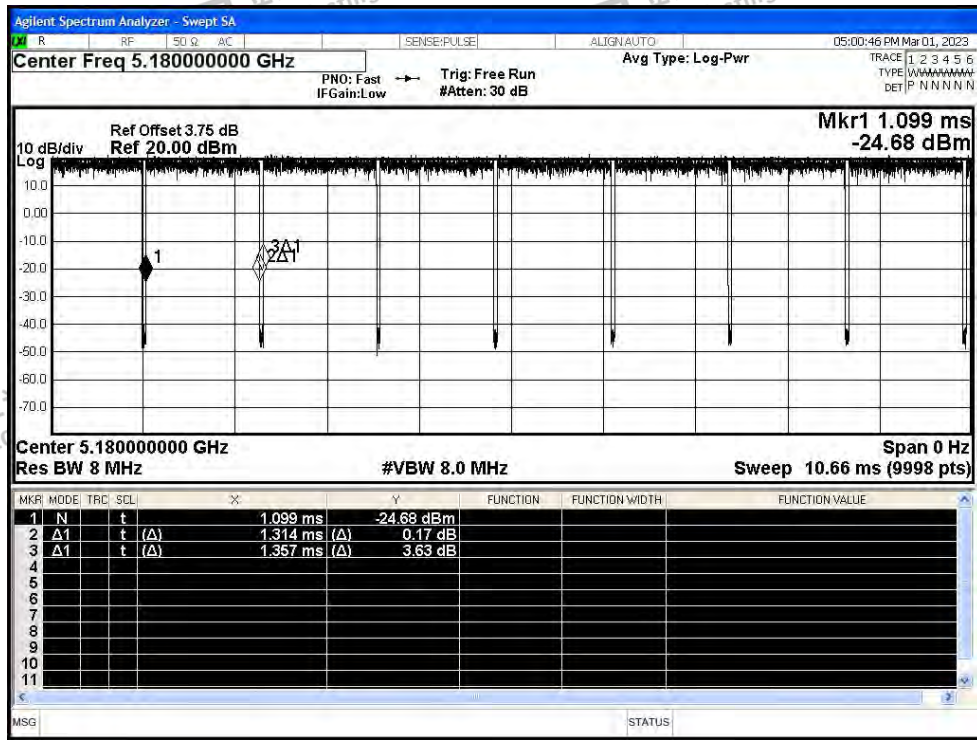 Agilent Spectrum Analyzer - Swept SA
R RF 50 Ω AC SENSE:PULSE ALIGNAUTO 05:00:46 PM Mar 01, 2023
Center Freq 5.180000000 GHz
PNO: Fast
IFGain:Low
Trig: Free Run
#Atten: 30 dB
Avg Type: Log-Pwr
TRACE 1 2 3 4 5 6
TYPE WWWWWW
DET P N N N N N
Mkr1 1.099 ms
-24.68 dBm
Ref Offset 3.75 dB
10 dB/div Ref 20.00 dBm
Log
10.0
0.00
-10.0
-20.0
-30.0
-40.0
-50.0
-60.0
-70.0
1
3Δ1
2Δ1
Center 5.180000000 GHz Span 0 Hz
Res BW 8 MHz #VBW 8.0 MHz Sweep 10.66 ms (9998 pts)
MKR MODE TRC SCL X Y FUNCTION FUNCTION WIDTH FUNCTION VALUE
1 N t 1.099 ms -24.68 dBm
2 Δ1 t (Δ) 1.314 ms (Δ) 0.17 dB
3 Δ1 t (Δ) 1.357 ms (Δ) 3.63 dB
4
5
6
7
8
9
10
11
MSG STATUS